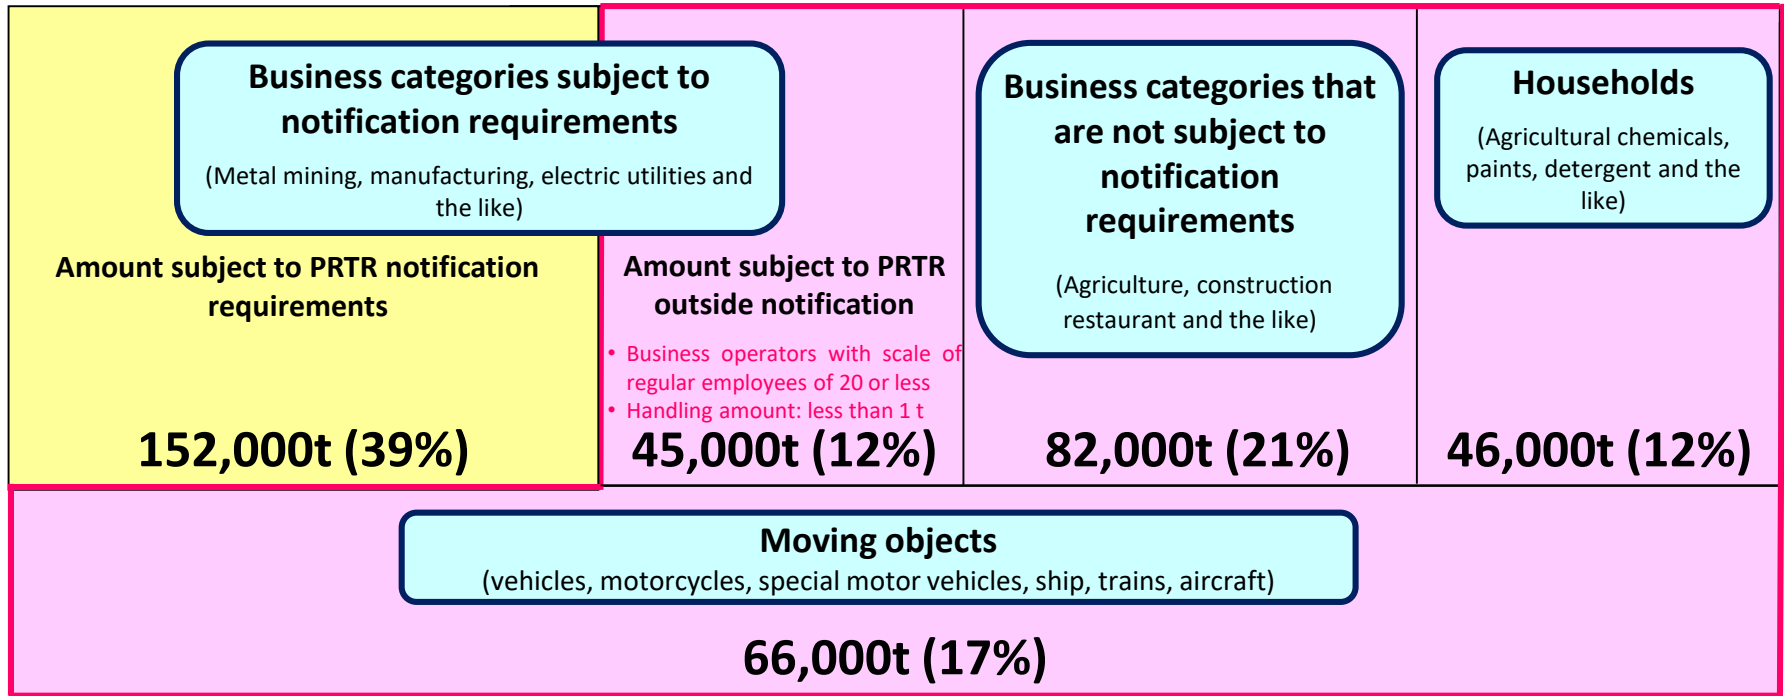 Business categories subject to
notification requirements
(Metal mining, manufacturing, electric utilities and
the like)
Amount subject to PRTR notification
requirements
152,000t (39%)
Amount subject to PRTR
outside notification
• Business operators with scale of
regular employees of 20 or less
• Handling amount: less than 1 t
45,000t (12%)
Business categories that
are not subject to
notification
requirements
(Agriculture, construction
restaurant and the like)
82,000t (21%)
Households
(Agricultural chemicals,
paints, detergent and the
like)
46,000t (12%)
Moving objects
(vehicles, motorcycles, special motor vehicles, ship, trains, aircraft)
66,000t (17%)